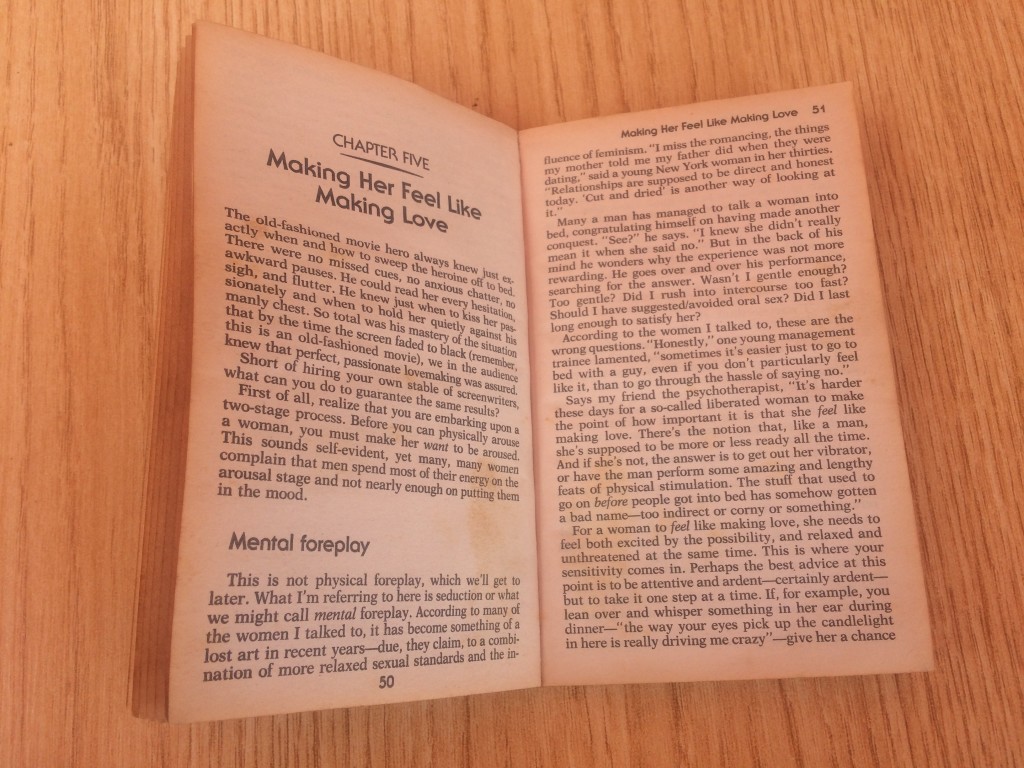 CHAPTER FIVE
Making Her Feel Like
Making Love
The old-fashioned movie hero always knew just ex-
actly when and how to sweep the heroine off to bed.
There were no missed cues, no anxious chatter, no
awkward pauses. He could read her every hesitation,
sigh, and flutter. He knew just when to kiss her pas-
sionately and when to hold her quietly against his
manly chest. So total was his mastery of the situation
that by the time the screen faded to black (remember,
this is an old-fashioned movie), we in the audience
knew that perfect, passionate lovemaking was assured.
Short of hiring your own stable of screenwriters,
what can you do to guarantee the same results?
First of all, realize that you are embarking upon a
two-stage process. Before you can physically arouse
a woman, you must make her want to be aroused.
This sounds self-evident, yet many, many women
complain that men spend most of their energy on the
arousal stage and not nearly enough on putting them
in the mood.
Mental foreplay
This is not physical foreplay, which we'll get to
later. What I'm referring to here is seduction or what
we might call mental foreplay. According to many of
the women I talked to, it has become something of a
lost art in recent years—due, they claim, to a combi-
nation of more relaxed sexual standards and the in-
50
Making Her Feel Like Making Love 51
fluence of feminism. "I miss the romancing, the things
my mother told me my father did when they were
dating," said a young New York woman in her thirties.
"Relationships are supposed to be direct and honest
today. 'Cut and dried' is another way of looking at
it."
Many a man has managed to talk a woman into
bed, congratulating himself on having made another
conquest. "See?" he says. "I knew she didn't really
mean it when she said no." But in the back of his
mind he wonders why the experience was not more
rewarding. He goes over and over his performance,
searching for the answer. Wasn't I gentle enough?
Too gentle? Did I rush into intercourse too fast?
Should I have suggested/avoided oral sex? Did I last
long enough to satisfy her?
According to the women I talked to, these are the
wrong questions. "Honestly," one young management
trainee lamented, "sometimes it's easier just to go to
bed with a guy, even if you don't particularly feel
like it, than to go through the hassle of saying no."
Says my friend the psychotherapist, "It's harder
these days for a so-called liberated woman to make
the point of how important it is that she feel like
making love. There's the notion that, like a man,
she's supposed to be more or less ready all the time.
And if she's not, the answer is to get out her vibrator,
or have the man perform some amazing and lengthy
feats of physical stimulation. The stuff that used to
go on before people got into bed has somehow gotten
a bad name—too indirect or corny or something."
For a woman to feel like making love, she needs to
feel both excited by the possibility, and relaxed and
unthreatened at the same time. This is where your
sensitivity comes in. Perhaps the best advice at this
point is to be attentive and ardent—certainly ardent—
but to take it one step at a time. If, for example, you
lean over and whisper something in her ear during
dinner—"the way your eyes pick up the candlelight
in here is really driving me crazy"—give her a chance